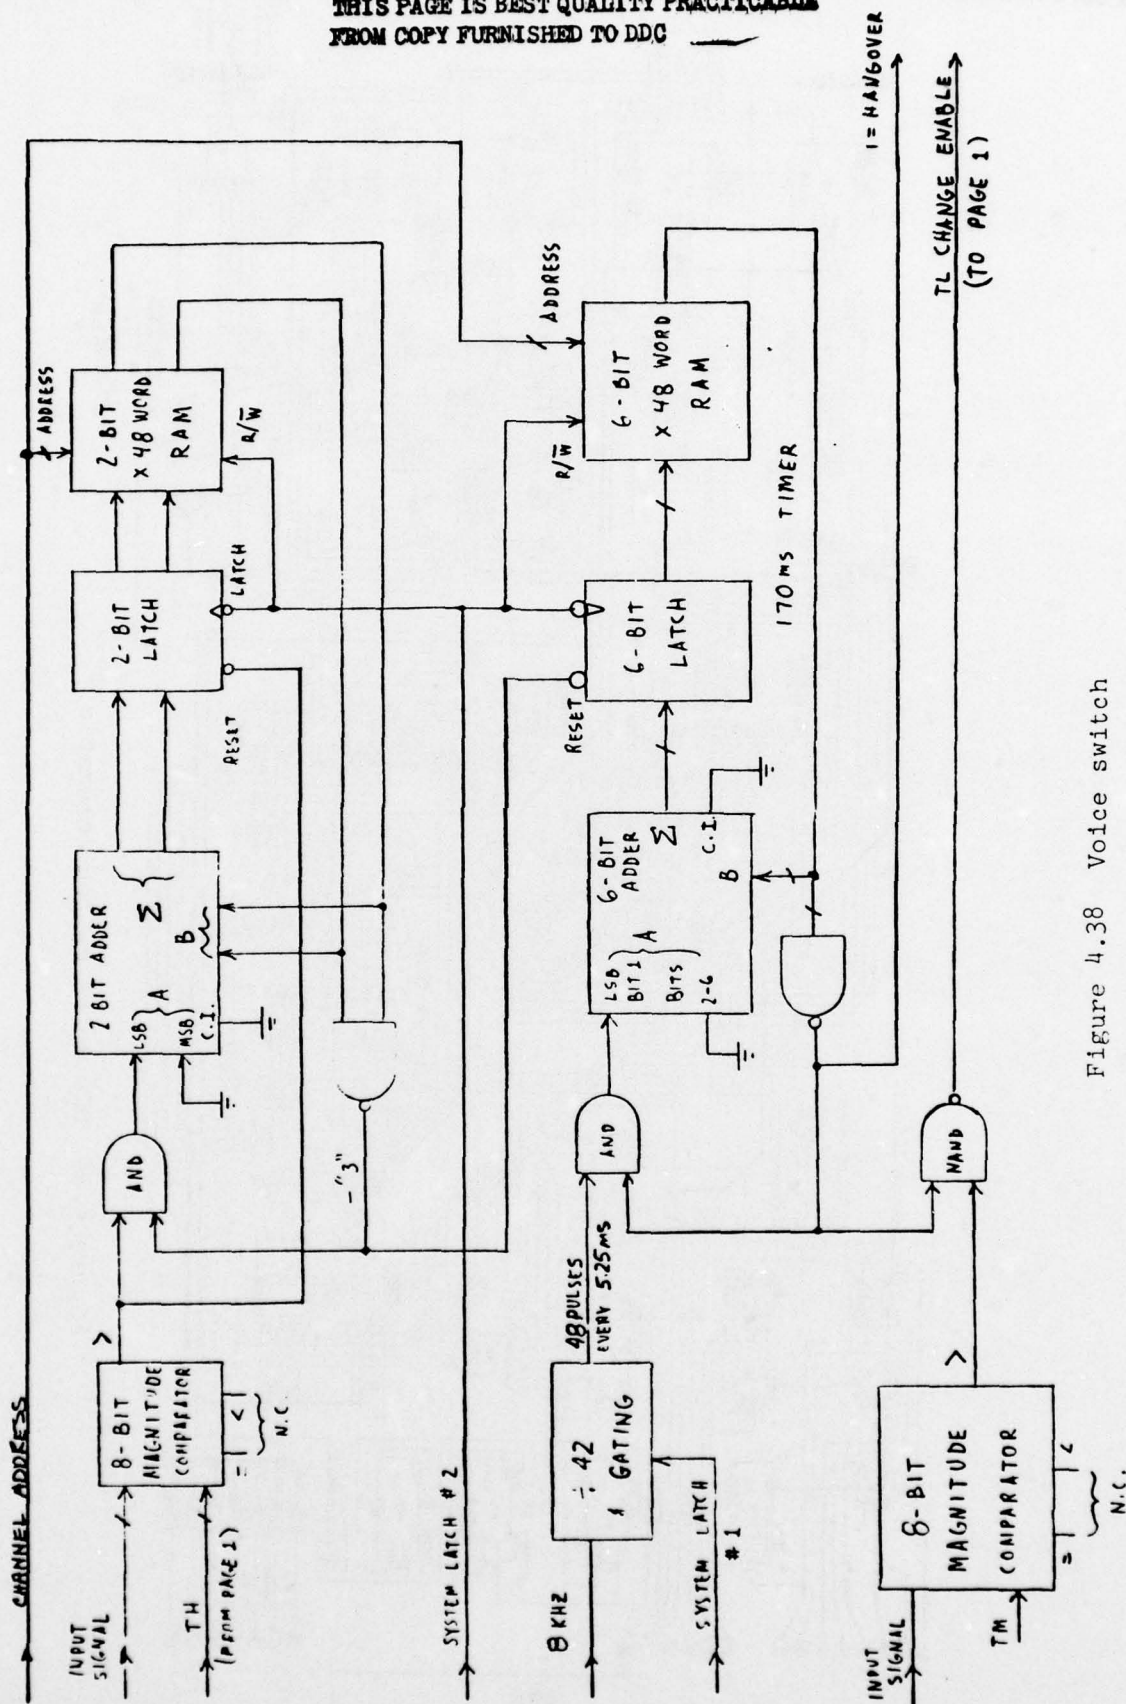 THIS PAGE IS BEST QUALITY PRACTICABLE
FROM COPY FURNISHED TO DDC
CHANNEL ADDRESS
INPUT SIGNAL
TH
(FROM PAGE 1)
8-BIT
MAGNITUDE
COMPARATOR
= <
N.C.
>
AND
2 BIT ADDER
LSB
MSB
A
C.I.
Σ
B
RESET
2-BIT
LATCH
LATCH
ADDRESS
2-BIT
X 48 WORD
RAM
R/W̅
-"3"
SYSTEM LATCH #2
8 KHZ
÷ 42
& GATING
SYSTEM LATCH
#1
48 PULSES
EVERY 5.25MS
AND
6-BIT
ADDER
LSB
BIT 1
A
BITS
2-6
Σ
C.I.
B
RESET
6-BIT
LATCH
R/W̅
ADDRESS
6-BIT
X 48 WORD
RAM
170MS TIMER
1 = HANGOVER
INPUT
SIGNAL
TM
8-BIT
MAGNITUDE
COMPARATOR
= <
N.C.
>
NAND
TL CHANGE ENABLE
(TO PAGE 1)
Figure 4.38 Voice switch